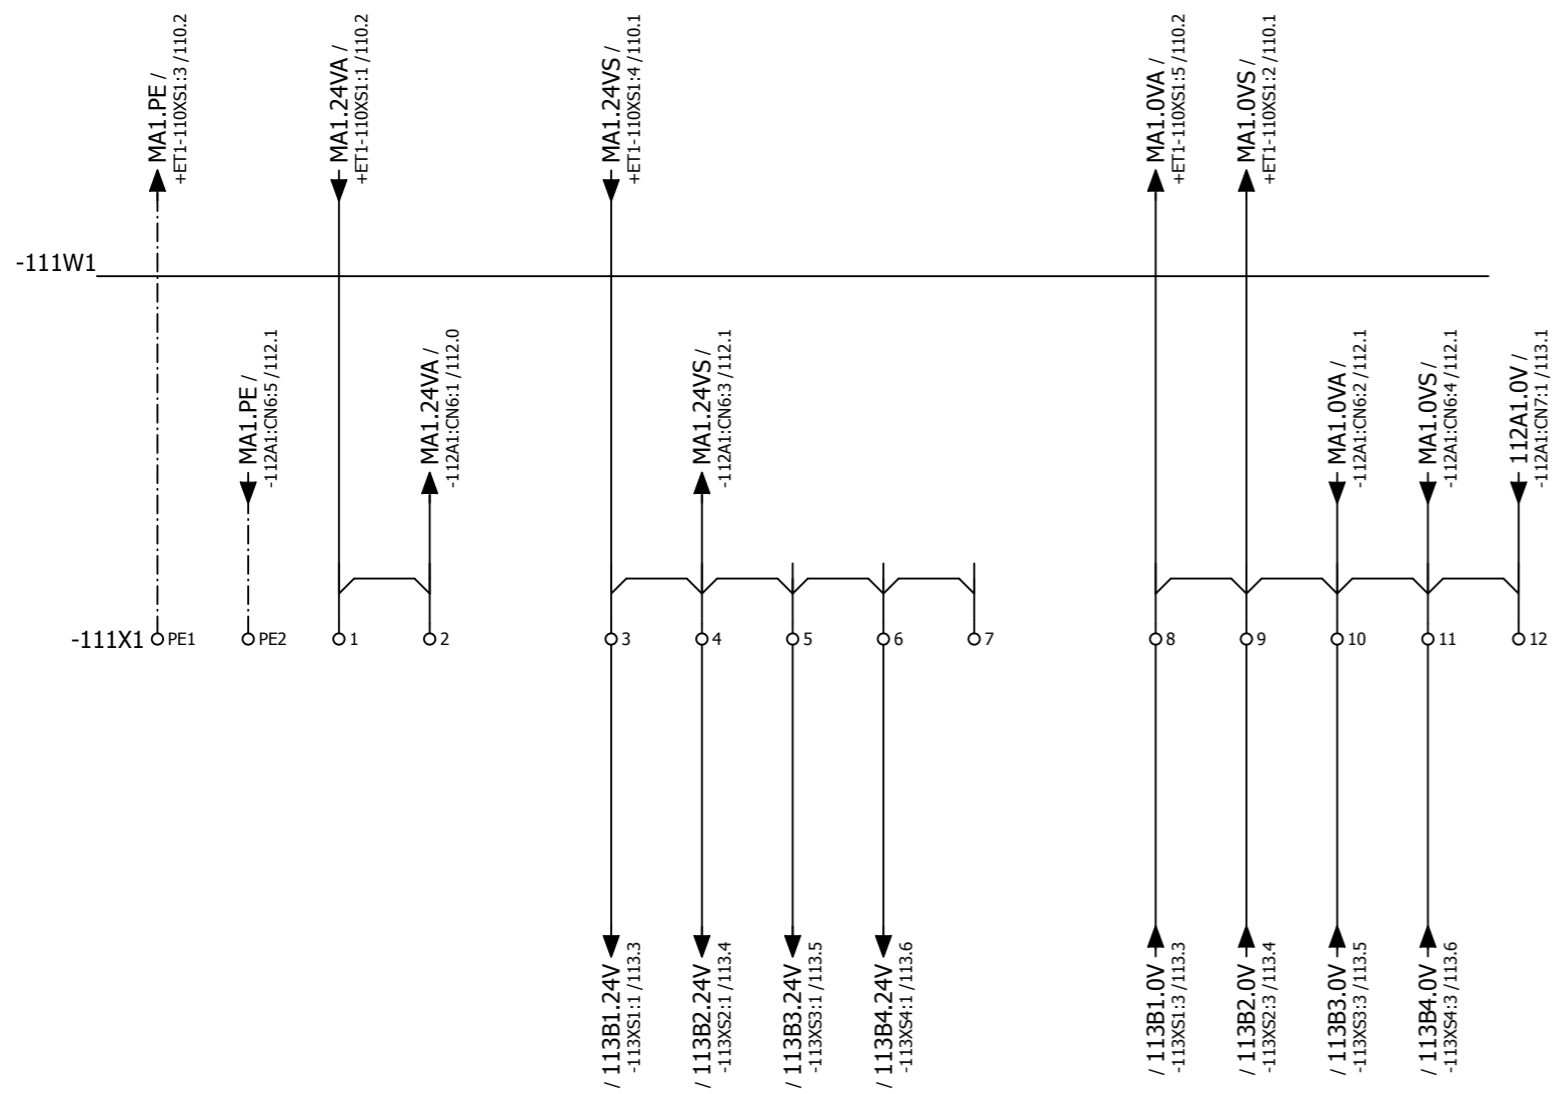 MA1.PE /
+ET1-110XS1:3 /110.2
MA1.24VA /
+ET1-110XS1:1 /110.2
MA1.24VS /
+ET1-110XS1:4 /110.1
MA1.0VA /
+ET1-110XS1:5 /110.2
MA1.0VS /
+ET1-110XS1:2 /110.1
-111W1
MA1.PE /
-112A1:CN6:5 /112.1
MA1.24VA /
-112A1:CN6:1 /112.0
MA1.24VS /
-112A1:CN6:3 /112.1
MA1.0VA /
-112A1:CN6:2 /112.1
MA1.0VS /
-112A1:CN6:4 /112.1
112A1.0V /
-112A1:CN7:1 /113.1
-111X1 PE1 PE2 1 2 3 4 5 6 7 8 9 10 11 12
/ 113B1.24V
-113XS1:1 /113.3
/ 113B2.24V
-113XS2:1 /113.4
/ 113B3.24V
-113XS3:1 /113.5
/ 113B4.24V
-113XS4:1 /113.6
/ 113B1.0V
-113XS1:3 /113.3
/ 113B2.0V
-113XS2:3 /113.4
/ 113B3.0V
-113XS3:3 /113.5
/ 113B4.0V
-113XS4:3 /113.6